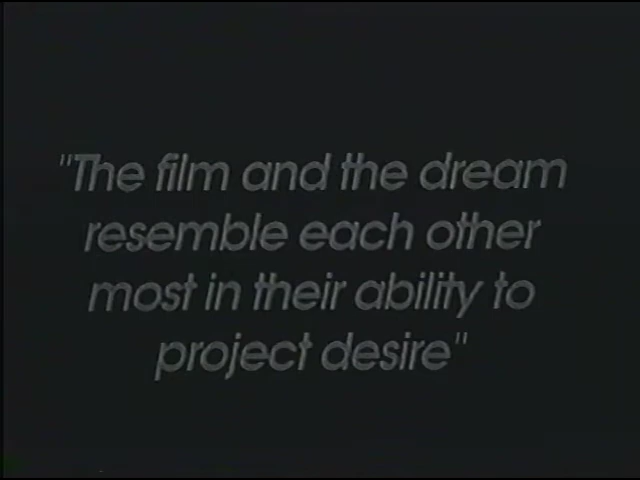 "The film and the dream
resemble each other
most in their ability to
project desire"